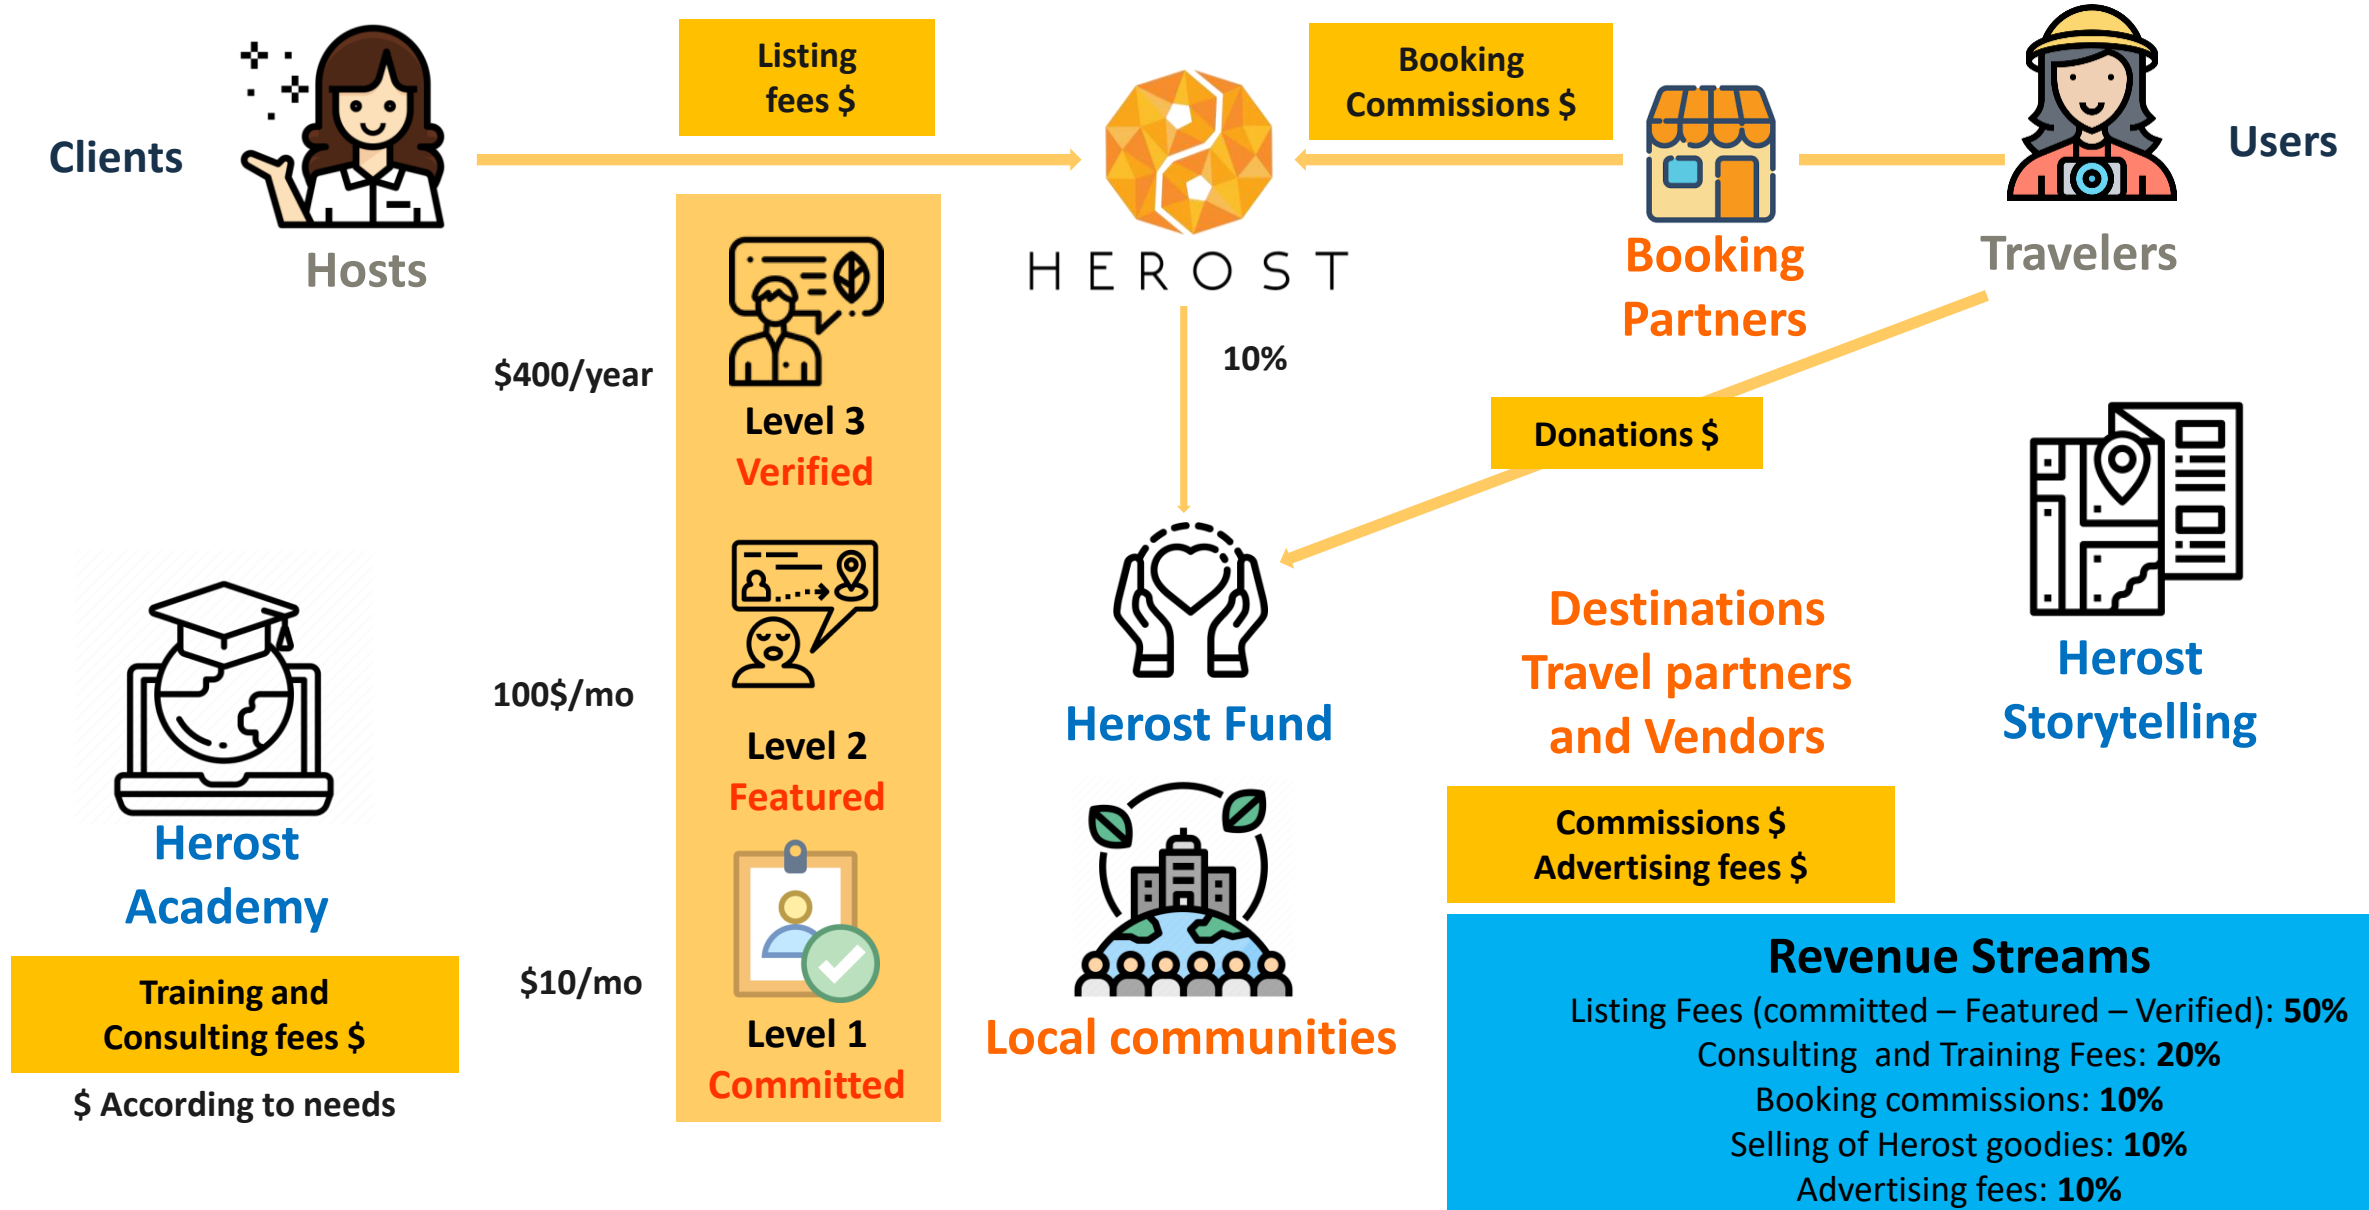 Clients
Hosts
Listing
fees $
HEROST
Booking
Commissions $
Booking
Partners
Travelers
Users
$400/year
Level 3
Verified
10%
Donations $
100$/mo
Level 2
Featured
Herost Fund
Destinations
Travel partners
and Vendors
Herost
Storytelling
Herost
Academy
Training and
Consulting fees $
$ According to needs
$10/mo
Level 1
Committed
Local communities
Commissions $
Advertising fees $
Revenue Streams
Listing Fees (committed – Featured – Verified): 50%
Consulting  and Training Fees: 20%
Booking commissions: 10%
Selling of Herost goodies: 10%
Advertising fees: 10%